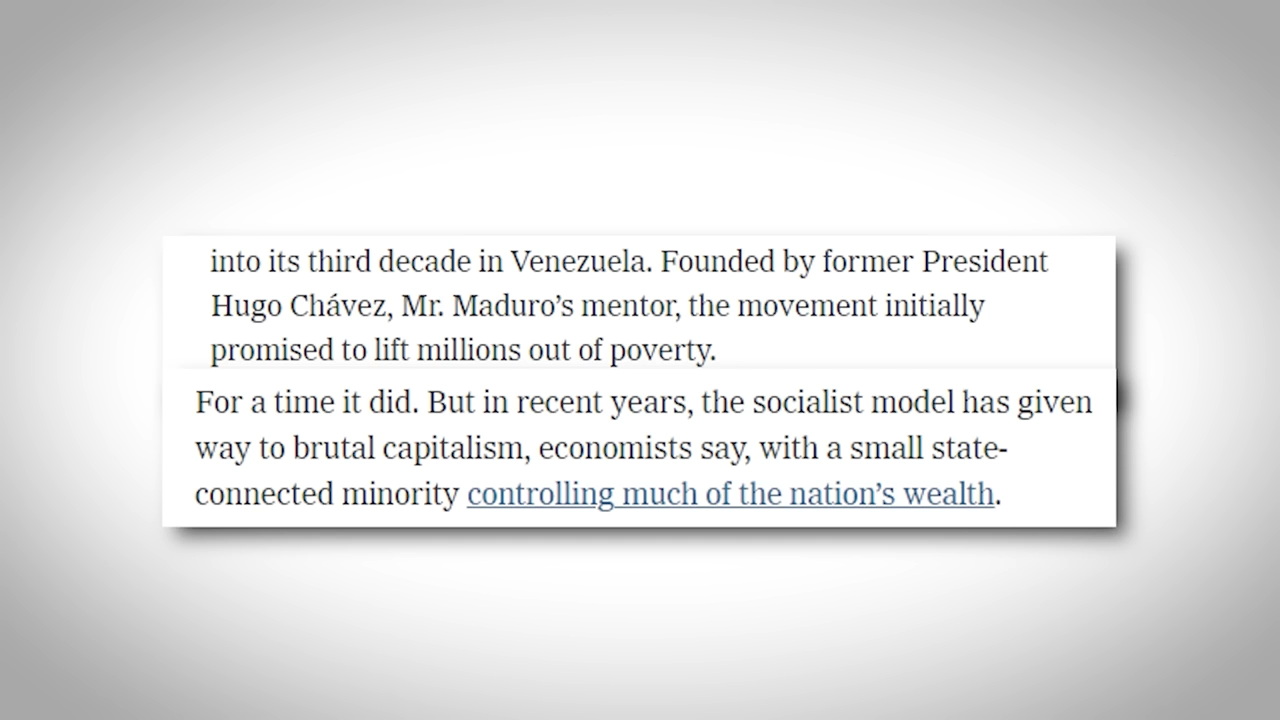 into its third decade in Venezuela. Founded by former President
Hugo Chávez, Mr. Maduro’s mentor, the movement initially
promised to lift millions out of poverty.
For a time it did. But in recent years, the socialist model has given
way to brutal capitalism, economists say, with a small state-
connected minority controlling much of the nation’s wealth.